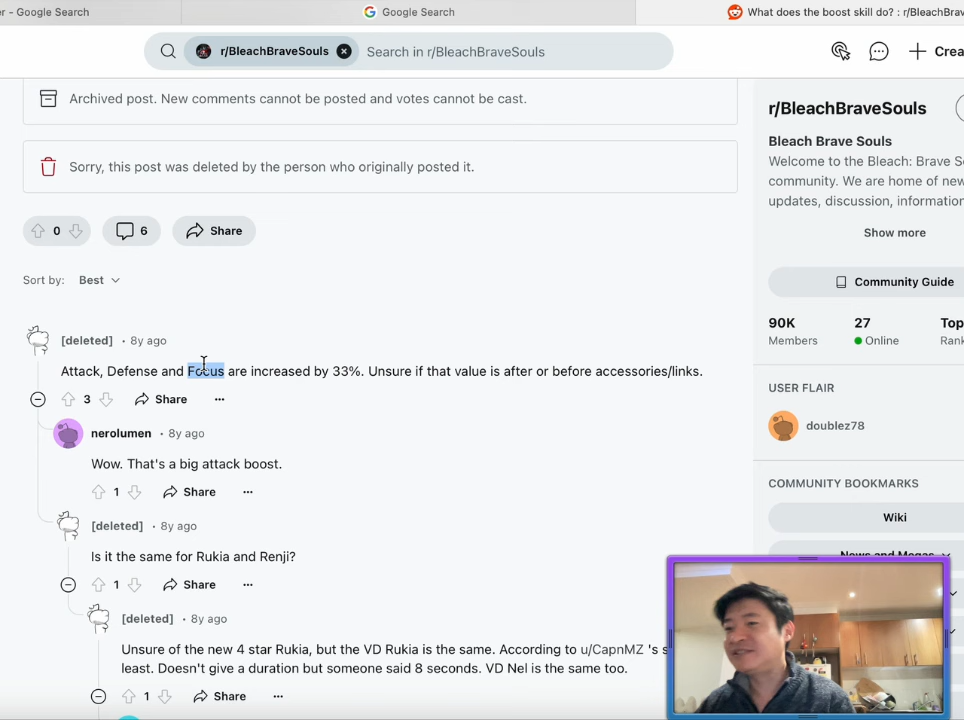 er - Google Search
Google Search
What does the boost skill do? : r/BleachBrav
r/BleachBraveSouls
Search in r/BleachBraveSouls
Crea
Archived post. New comments cannot be posted and votes cannot be cast.
Sorry, this post was deleted by the person who originally posted it.
0
6
Share
Sort by: Best
[deleted] • 8y ago
Attack, Defense and Focus are increased by 33%. Unsure if that value is after or before accessories/links.
3
Share
nerolumen • 8y ago
Wow. That's a big attack boost.
1
Share
[deleted] • 8y ago
Is it the same for Rukia and Renji?
1
Share
[deleted] • 8y ago
Unsure of the new 4 star Rukia, but the VD Rukia is the same. According to u/CapnMZ 's s
least. Doesn't give a duration but someone said 8 seconds. VD Nel is the same too.
1
Share
r/BleachBraveSouls
Bleach Brave Souls
Welcome to the Bleach: Brave So
community. We are home of new
updates, discussion, information
Show more
Community Guide
90K
27
Top
Members
Online
Rank
USER FLAIR
doublez78
COMMUNITY BOOKMARKS
Wiki
News and Megas